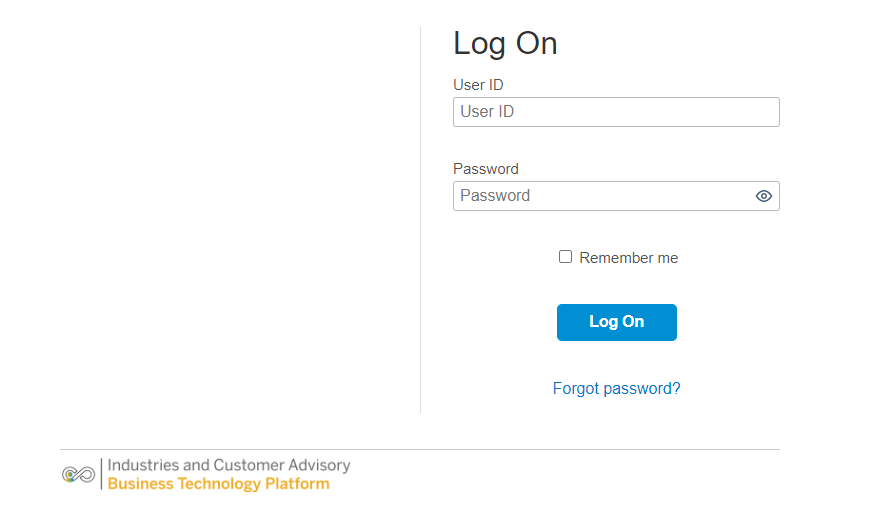 Log On
User ID
User ID
Password
Password
Remember me
Log On
Forgot password?
Industries and Customer Advisory
Business Technology Platform